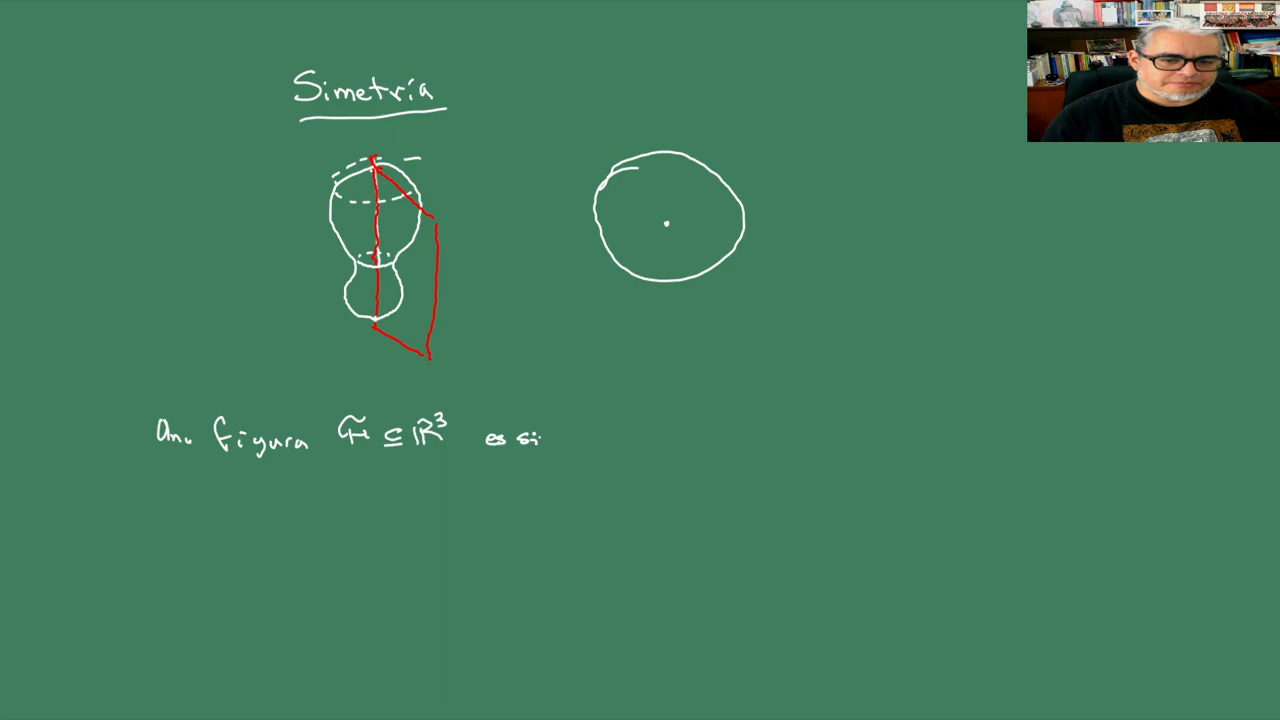 Simetría
Una figura F ⊆ ℝ³ es si